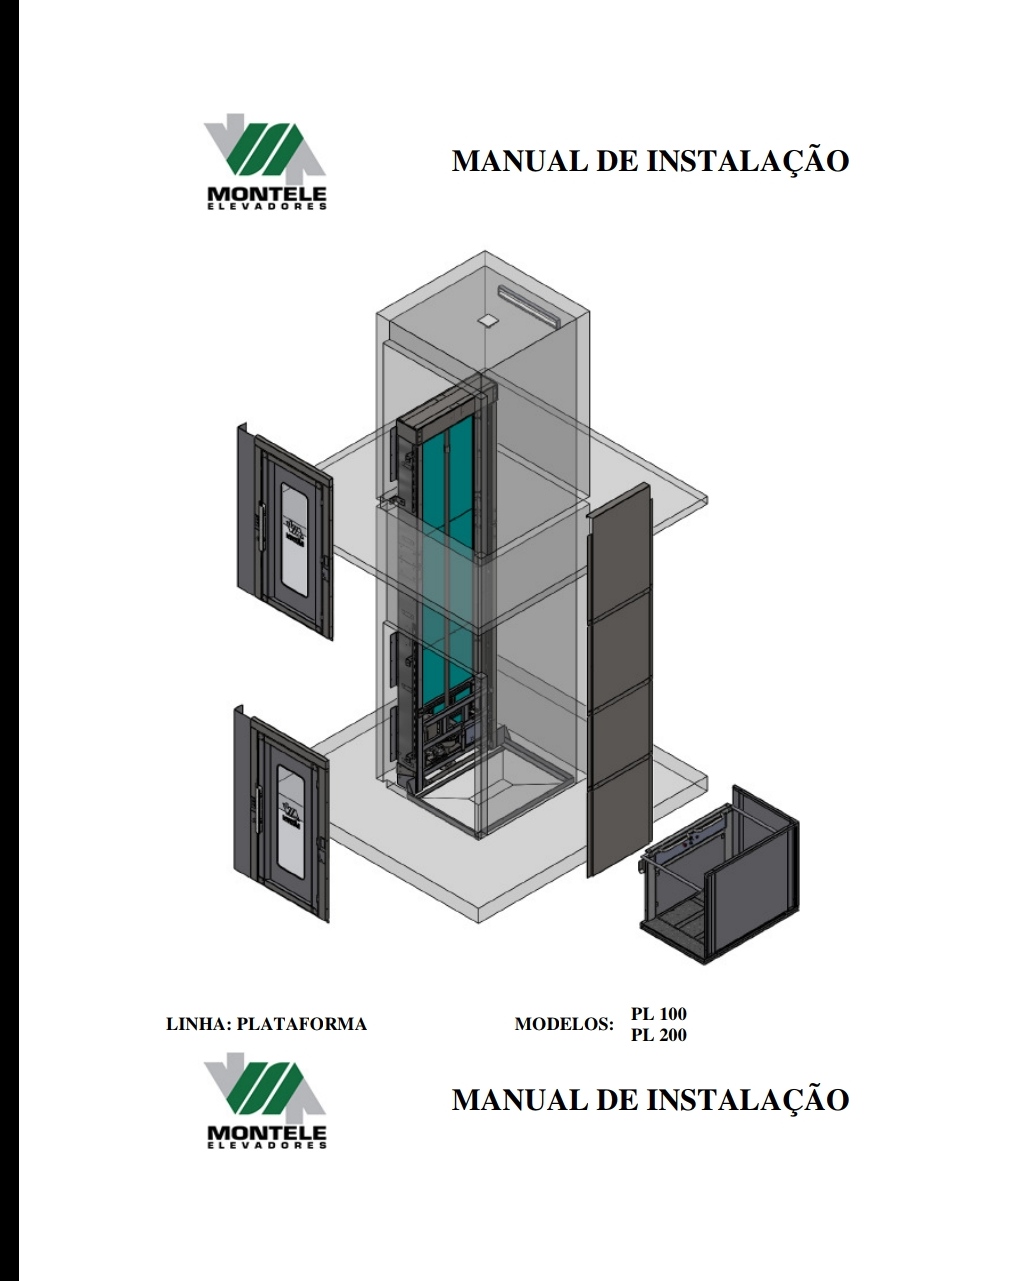 MONTELE
ELEVADORES
MANUAL DE INSTALAÇÃO
LINHA: PLATAFORMA
MODELOS:
PL 100
PL 200
MONTELE
ELEVADORES
MANUAL DE INSTALAÇÃO